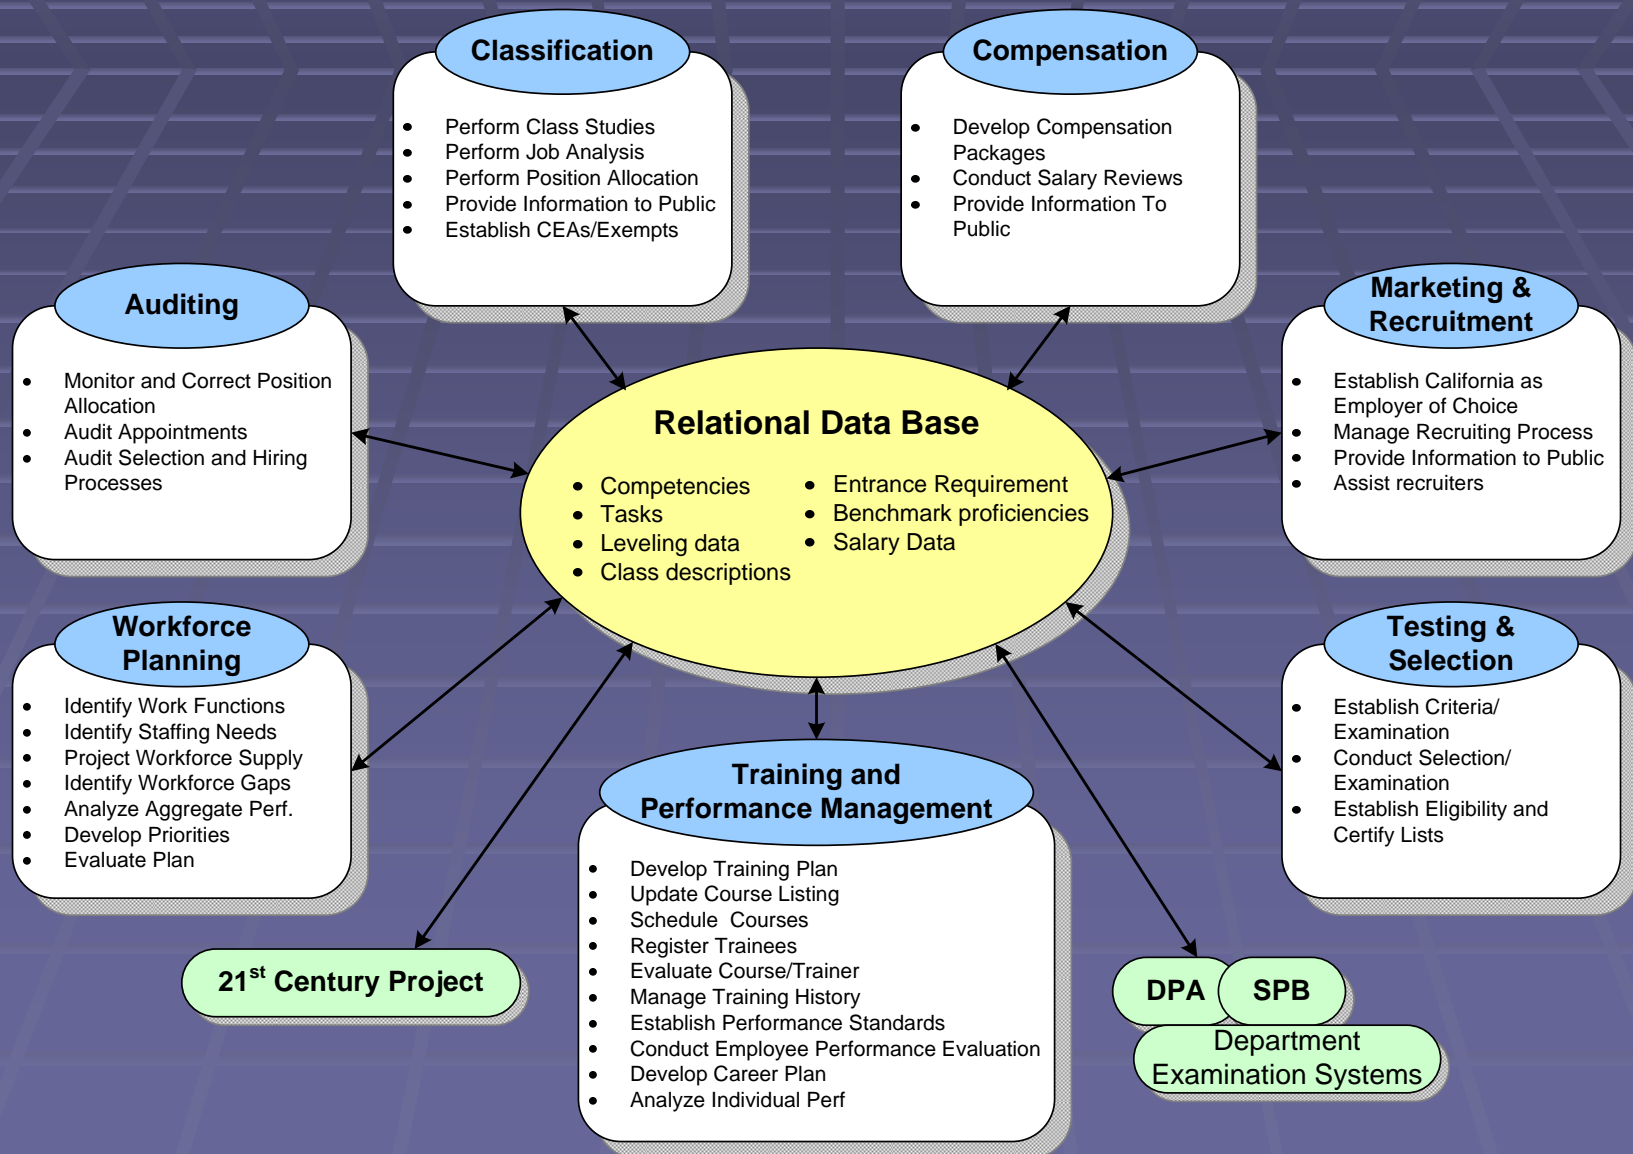 Classification
• Perform Class Studies
• Perform Job Analysis
• Perform Position Allocation
• Provide Information to Public
• Establish CEAs/Exempts
Compensation
• Develop Compensation
Packages
• Conduct Salary Reviews
• Provide Information To
Public
Auditing
• Monitor and Correct Position
Allocation
• Audit Appointments
• Audit Selection and Hiring
Processes
Marketing &
Recruitment
• Establish California as
Employer of Choice
• Manage Recruiting Process
• Provide Information to Public
• Assist recruiters
Relational Data Base
• Competencies
• Tasks
• Leveling data
• Class descriptions
• Entrance Requirement
• Benchmark proficiencies
• Salary Data
Workforce
Planning
• Identify Work Functions
• Identify Staffing Needs
• Project Workforce Supply
• Identify Workforce Gaps
• Analyze Aggregate Perf.
• Develop Priorities
• Evaluate Plan
Testing &
Selection
• Establish Criteria/
Examination
• Conduct Selection/
Examination
• Establish Eligibility and
Certify Lists
Training and
Performance Management
• Develop Training Plan
• Update Course Listing
• Schedule  Courses
• Register Trainees
• Evaluate Course/Trainer
• Manage Training History
• Establish Performance Standards
• Conduct Employee Performance Evaluation
• Develop Career Plan
• Analyze Individual Perf
21st Century Project
DPA SPB
Department
Examination Systems